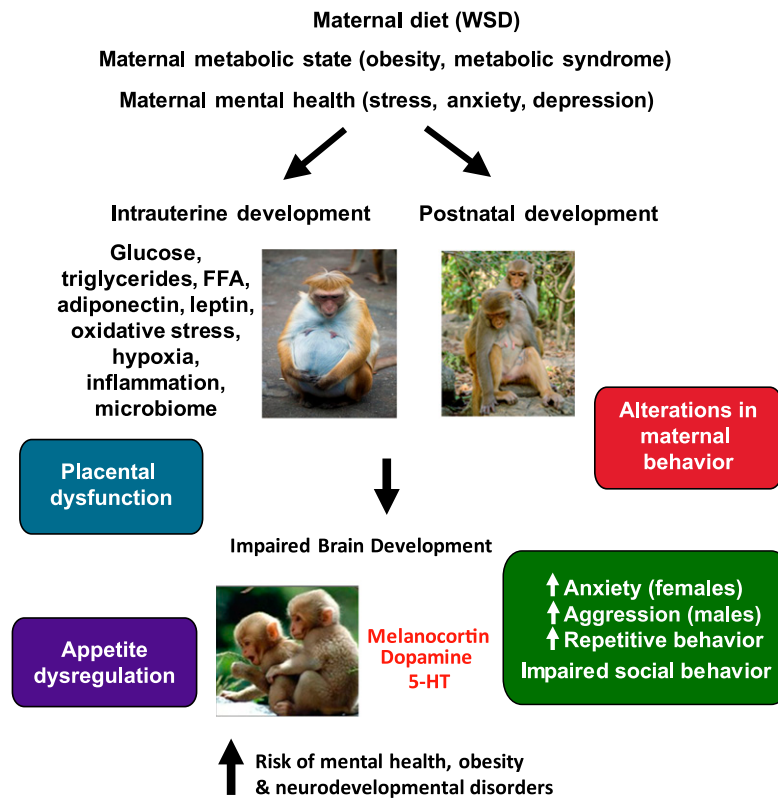 Maternal diet (WSD)
Maternal metabolic state (obesity, metabolic syndrome)
Maternal mental health (stress, anxiety, depression)
Intrauterine development
Postnatal development
Glucose,
triglycerides, FFA,
adiponectin, leptin,
oxidative stress,
hypoxia,
inflammation,
microbiome
Alterations in
maternal
behavior
Placental
dysfunction
Impaired Brain Development
Anxiety (females)
Aggression (males)
Repetitive behavior
Impaired social behavior
Melanocortin
Dopamine
5-HT
Appetite
dysregulation
Risk of mental health, obesity
& neurodevelopmental disorders